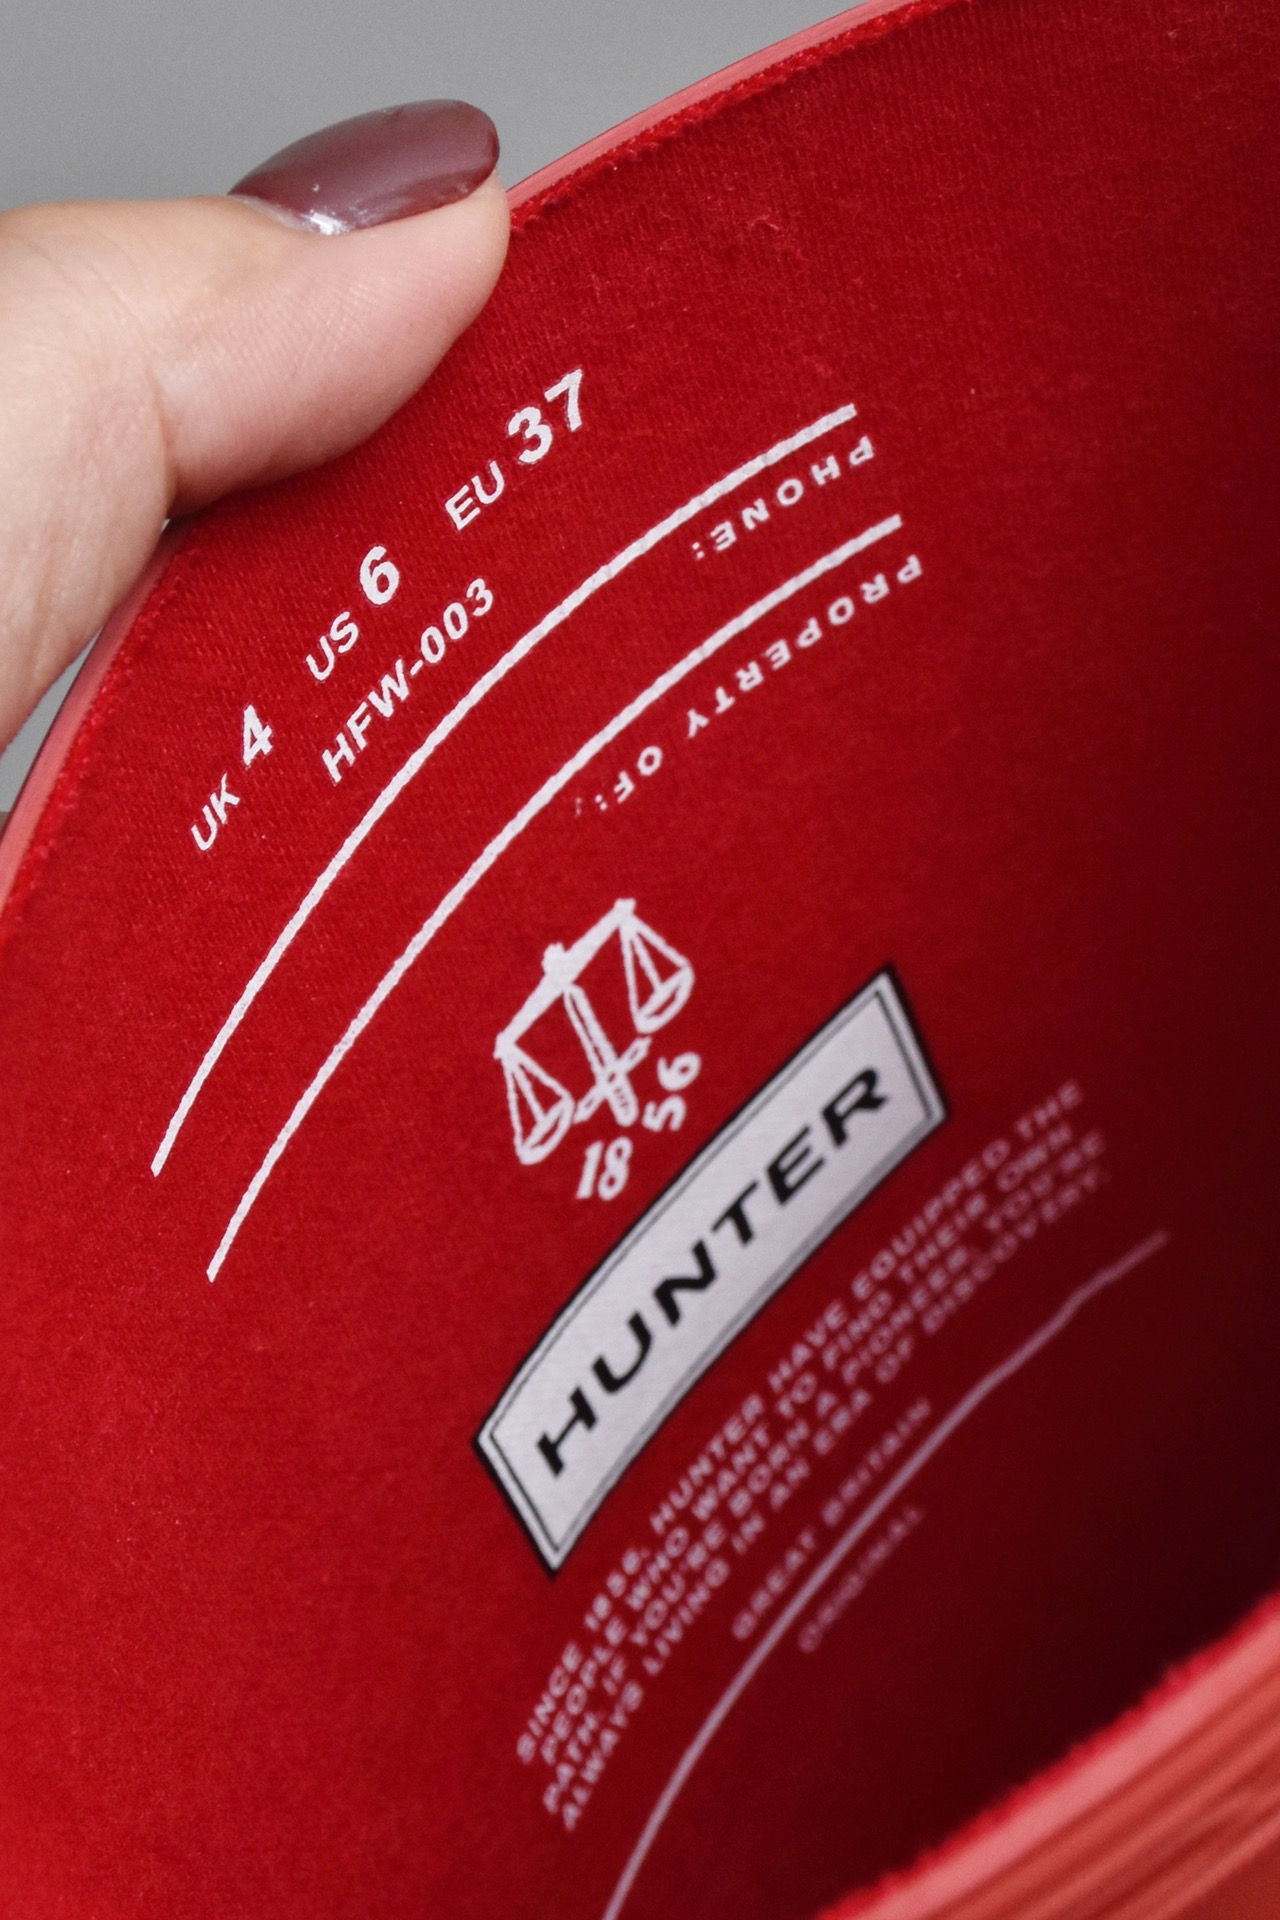 UK 4 US 6 EU 37
HFW-003
PHONE:
PROPERTY OF:
1856
HUNTER
SINCE 1856, HUNTER HAVE EQUIPPED THE
PEOPLE WHO WANT TO FIND THEIR OWN
PATH. IF YOU'RE BORN A PIONEER, YOU'RE
ALWAYS LIVING IN AN ERA OF DISCOVERY.
GREAT BRITAIN
ORIGINAL